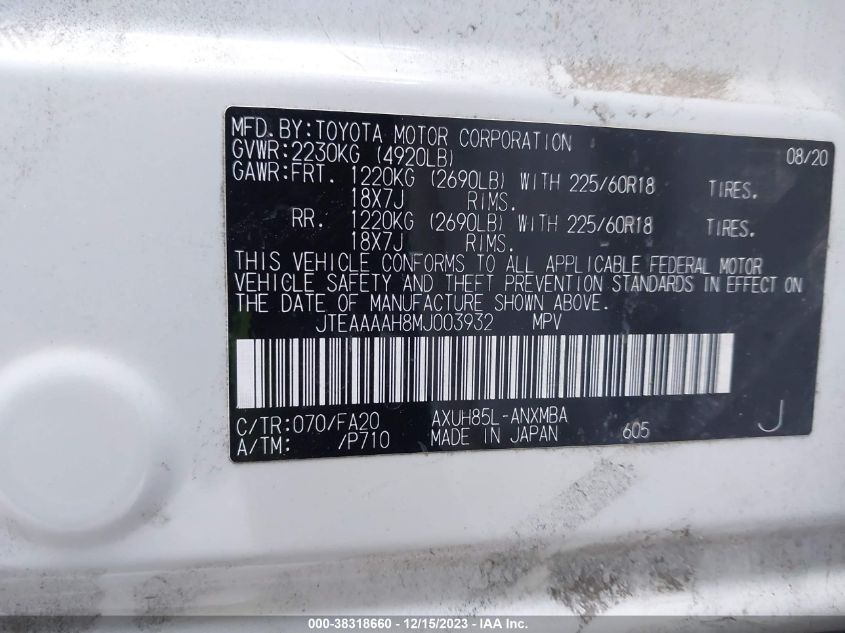 MFD.BY:TOYOTA MOTOR CORPORATION 08/20
GVWR:2230KG (4920LB)
GAWR:FRT. 1220KG (2690LB) WITH 225/60R18 TIRES.
18X7J RIMS.
RR. 1220KG (2690LB) WITH 225/60R18 TIRES.
18X7J RIMS.
THIS VEHICLE CONFORMS TO ALL APPLICABLE FEDERAL MOTOR
VEHICLE SAFETY AND THEFT PREVENTION STANDARDS IN EFFECT ON
THE DATE OF MANUFACTURE SHOWN ABOVE.
JTEAAAAH8MJ003932 MPV
C/TR:070/FA20 AXUH85L-ANXMBA
A/TM: /P710 MADE IN JAPAN 605 J
000-38318660 - 12/15/2023 - IAA Inc.